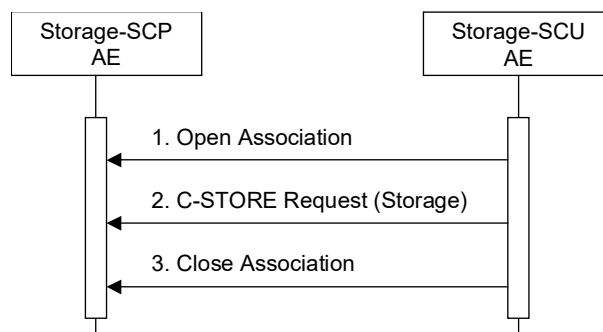 Storage-SCP
AE
Storage-SCU
AE
1. Open Association
2. C-STORE Request (Storage)
3. Close Association